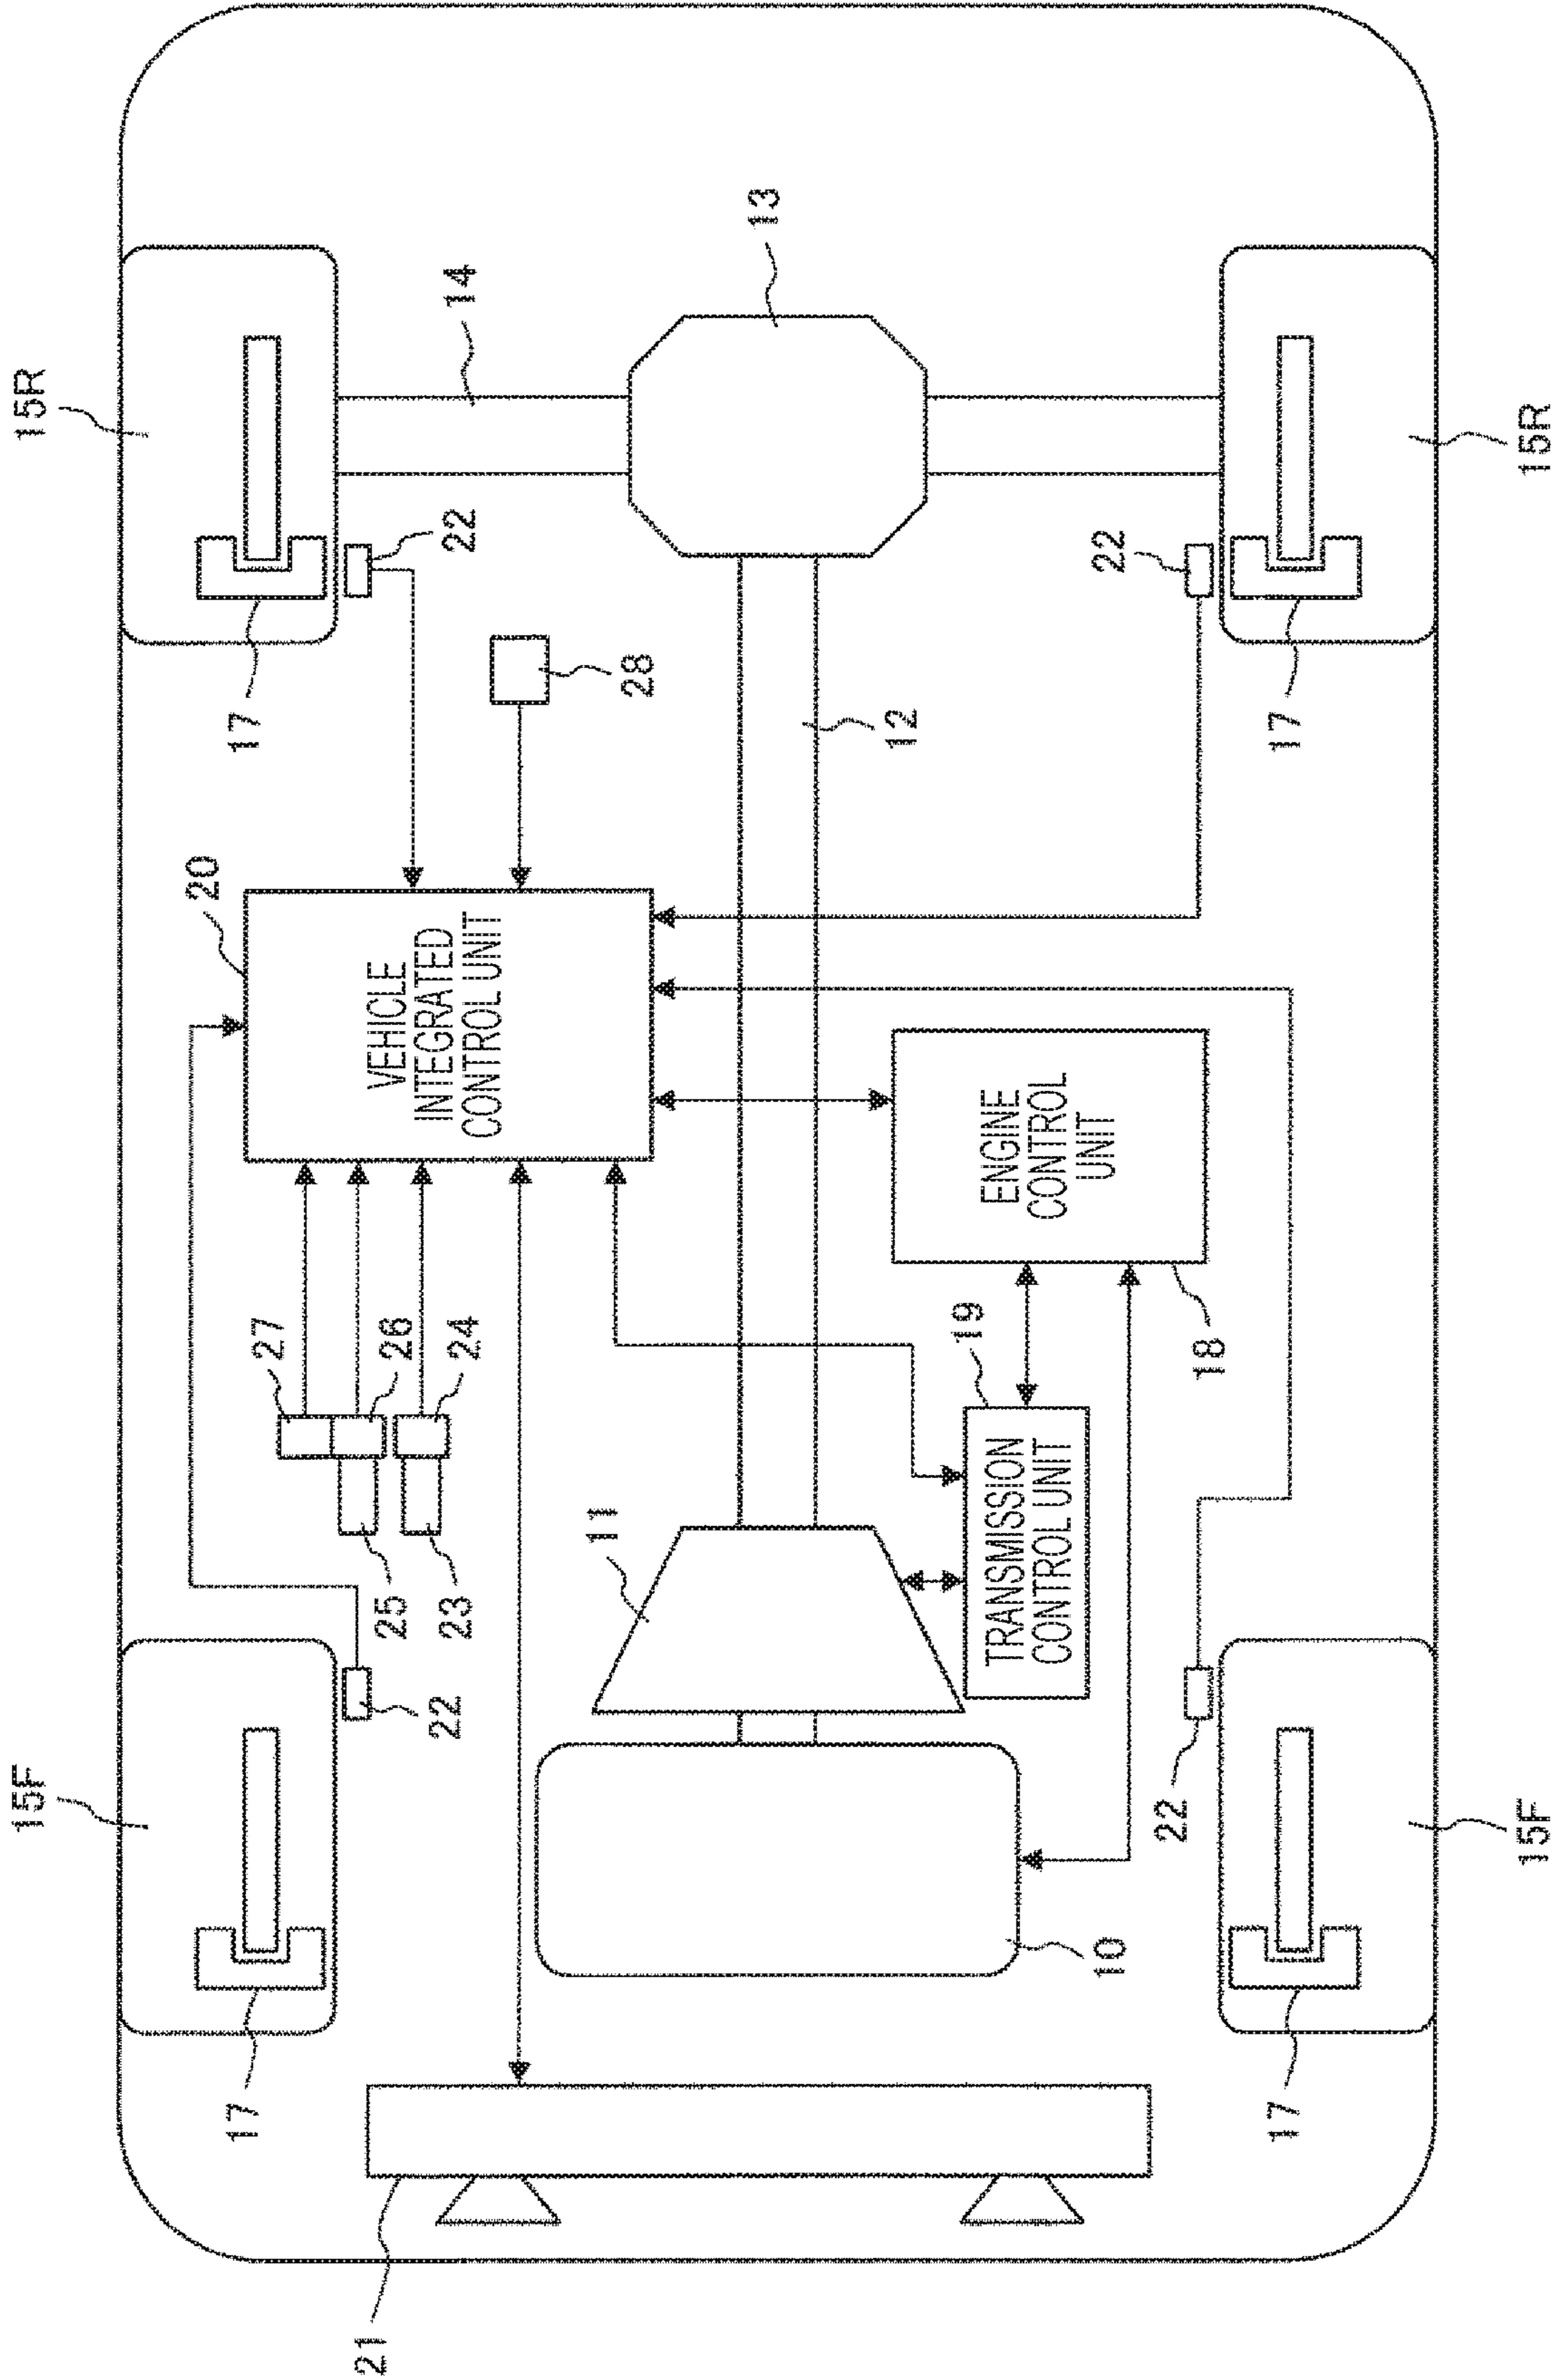 15R
17
22
14
13
28
12
22
17
15R
20
VEHICLE
INTEGRATED
CONTROL UNIT
27
26
24
25
23
11
19
TRANSMISSION
CONTROL UNIT
ENGINE
CONTROL
UNIT
18
15F
22
17
10
22
17
15F
21